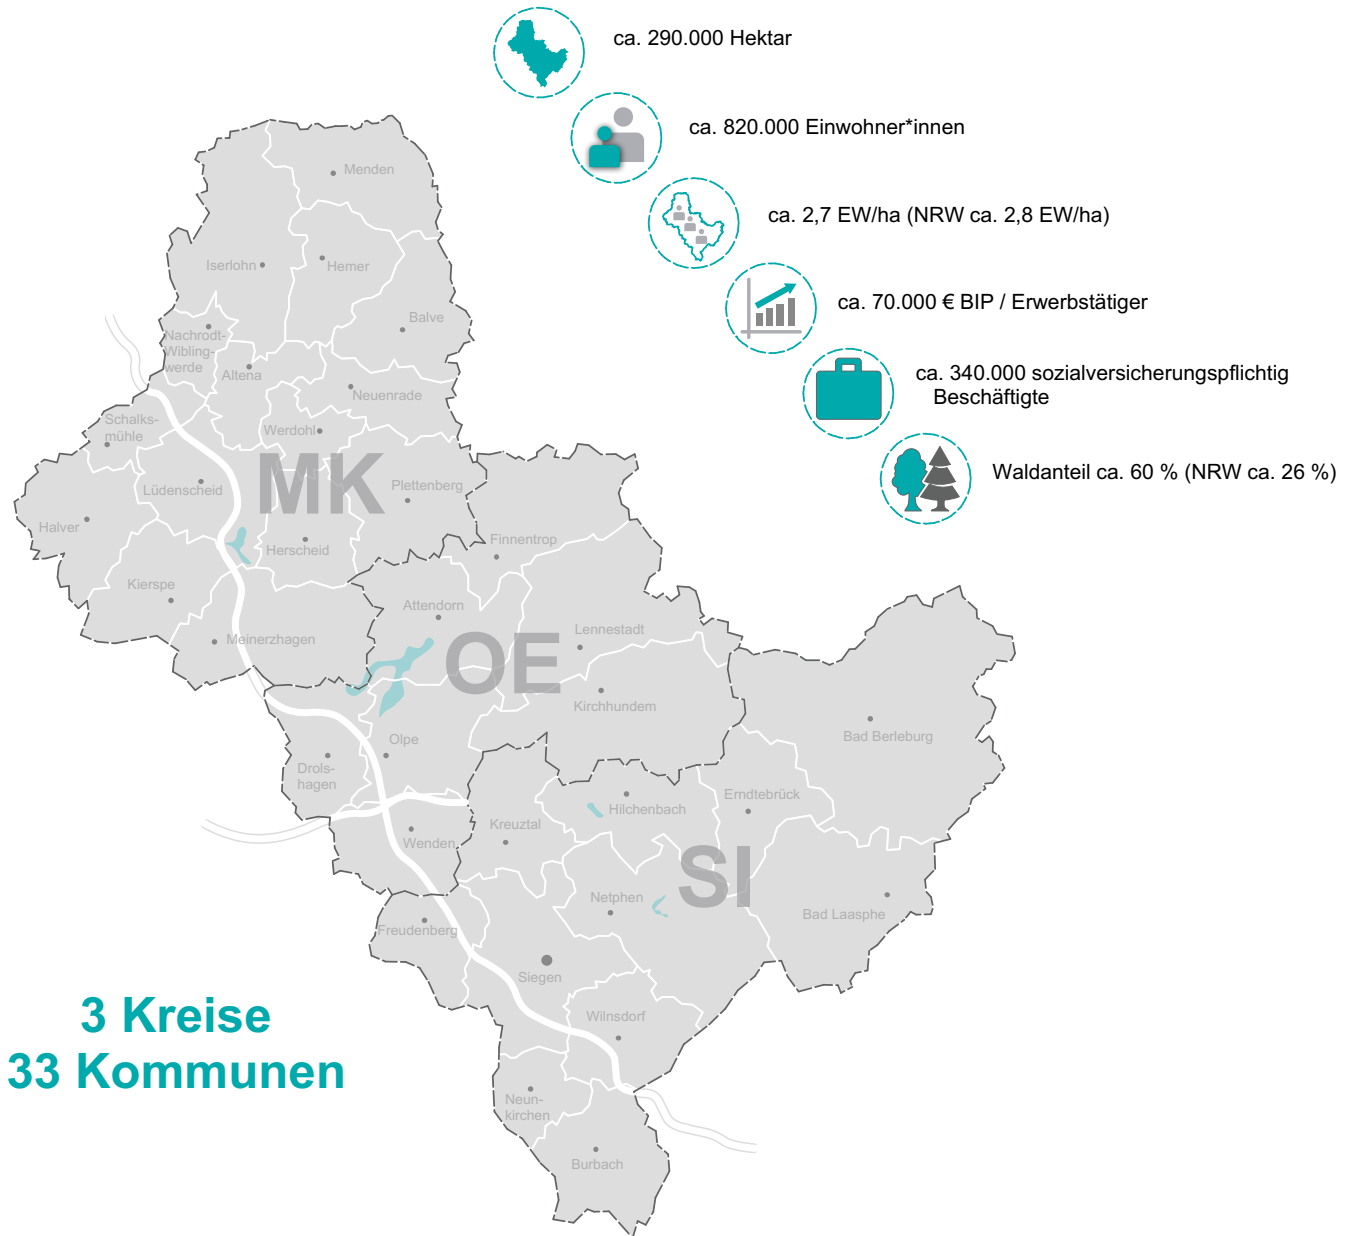 ca. 290.000 Hektar
ca. 820.000 Einwohner*innen
ca. 2,7 EW/ha (NRW ca. 2,8 EW/ha)
ca. 70.000 € BIP / Erwerbstätiger
ca. 340.000 sozialversicherungspflichtig
Beschäftigte
Waldanteil ca. 60 % (NRW ca. 26 %)
Menden
Iserlohn
Hemer
Balve
Nachrodt-
Wibling-
werde
Altena
Neuenrade
Schalks-
mühle
Werdohl
MK
Lüdenscheid
Plettenberg
Halver
Herscheid
Finnentrop
Kierspe
Attendorn
Meinerzhagen
Lennestadt
OE
Kirchhundem
Bad Berleburg
Olpe
Drols-
hagen
Erndtebrück
Hilchenbach
Kreuztal
Wenden
SI
Netphen
Bad Laasphe
Freudenberg
Siegen
Wilnsdorf
3 Kreise
33 Kommunen
Neun-
kirchen
Burbach